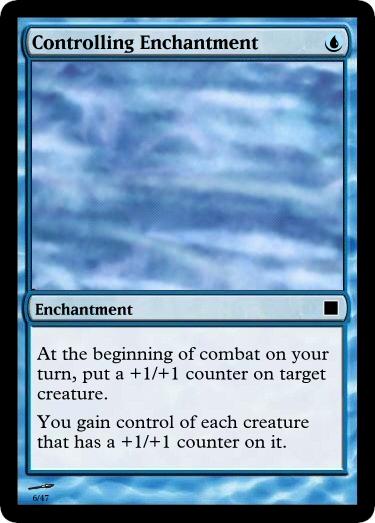 Controlling Enchantment
Enchantment
At the beginning of combat on your
turn, put a +1/+1 counter on target
creature.
You gain control of each creature
that has a +1/+1 counter on it.
6/47